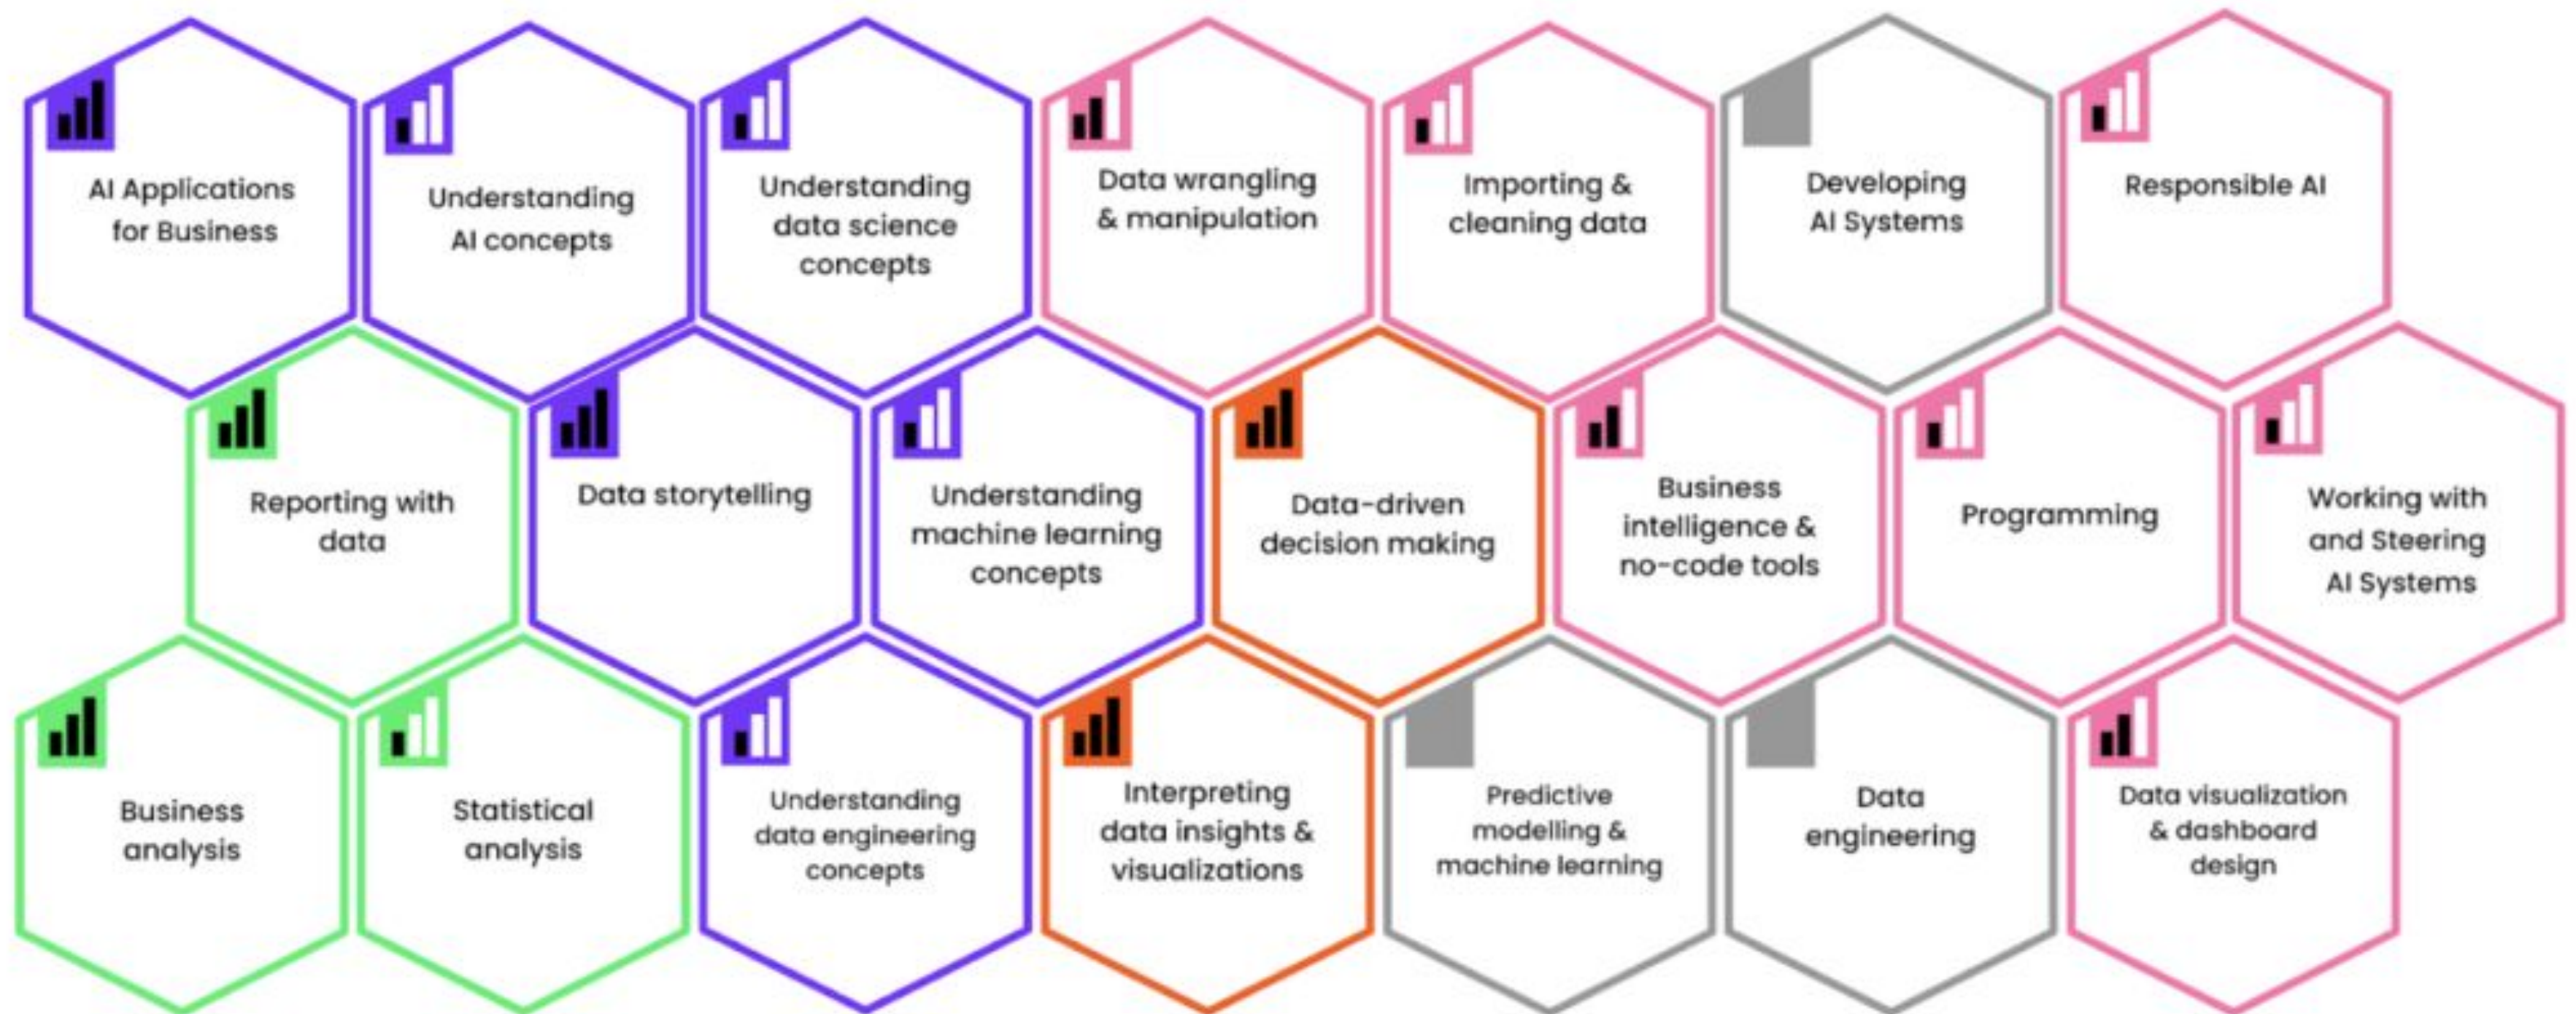 AI Applications
for Business
Understanding
AI concepts
Understanding
data science
concepts
Data wrangling
& manipulation
Importing &
cleaning data
Developing
AI Systems
Responsible AI
Reporting with
data
Data storytelling
Understanding
machine learning
concepts
Data-driven
decision making
Business
intelligence &
no-code tools
Programming
Working with
and Steering
AI Systems
Business
analysis
Statistical
analysis
Understanding
data engineering
concepts
Interpreting
data insights &
visualizations
Predictive
modelling &
machine learning
Data
engineering
Data visualization
& dashboard
design